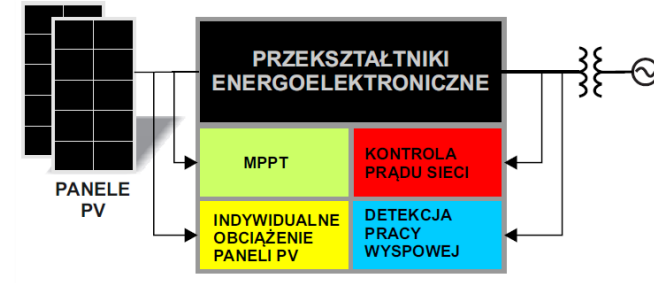 PRZEKSZTAŁTNIKI
ENERGOELEKTRONICZNE
MPPT
KONTROLA
PRĄDU SIECI
PANELE
PV
INDYWIDUALNE
OBCIĄŻENIE
PANELI PV
DETEKCJA
PRACY
WYSPOWEJ